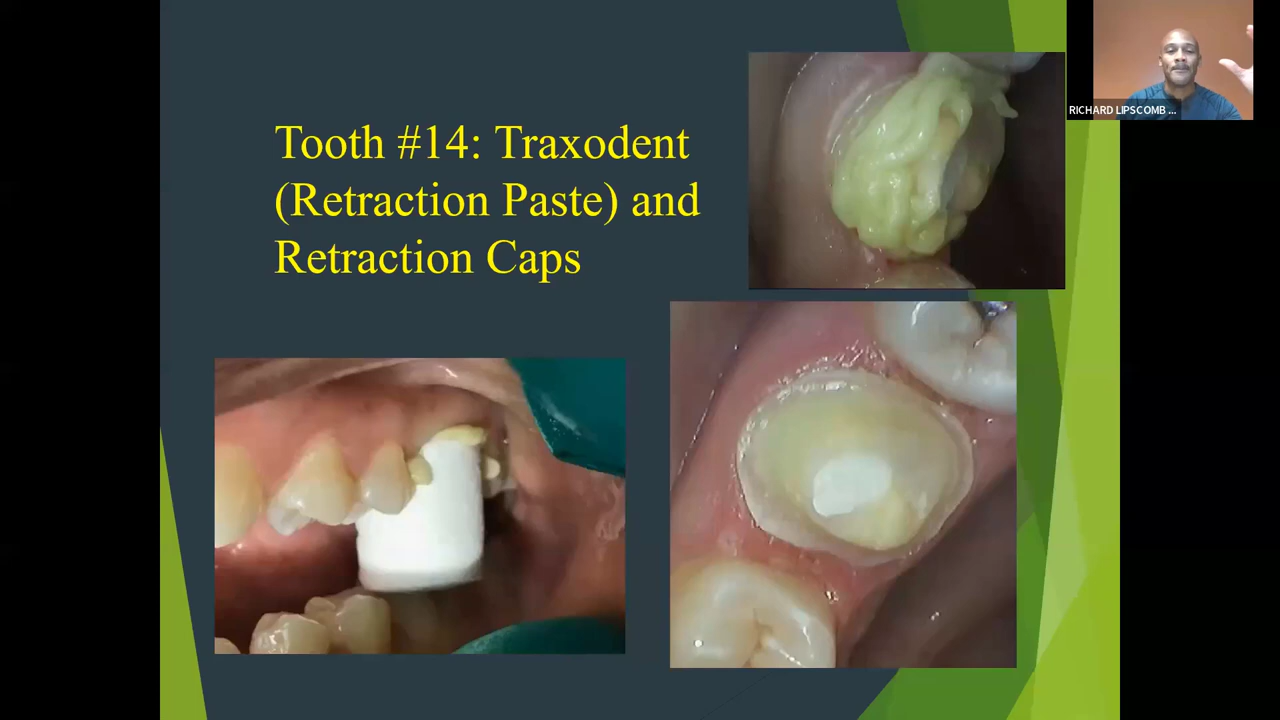 Tooth #14: Traxodent
(Retraction Paste) and
Retraction Caps
RICHARD LIPSCOMB ...